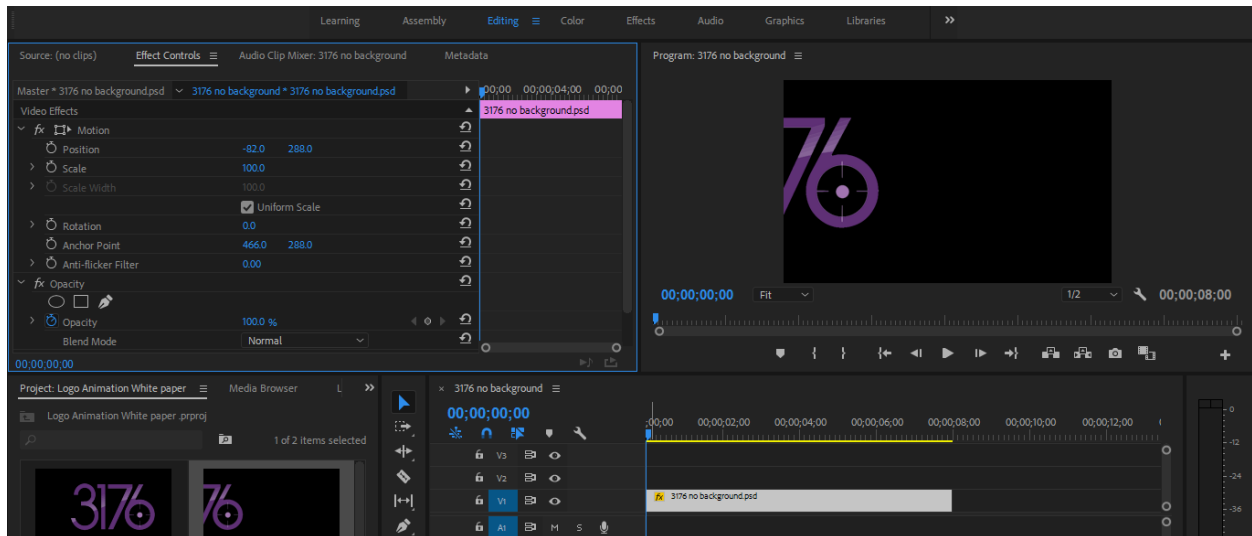 Learning Assembly Editing Color Effects Audio Graphics Libraries
Source: (no clips) Effect Controls Audio Clip Mixer: 3176 no background Metadata
Master * 3176 no background.psd 3176 no background * 3176 no background.psd
;00;00 00;00;04;00 00;00
Video Effects
3176 no background.psd
fx Motion
Position -82.0 288.0
Scale 100.0
Scale Width 100.0
Uniform Scale
Rotation 0.0
Anchor Point 466.0 288.0
Anti-flicker Filter 0.00
fx Opacity
Opacity 100.0 %
Blend Mode Normal
00;00;00;00
Program: 3176 no background
76
00;00;00;00 Fit 1/2 00;00;08;00
Project: Logo Animation White paper Media Browser L
Logo Animation White paper .prproj
1 of 2 items selected
3176
76
3176 no background
00;00;00;00
;00;00 00;00;02;00 00;00;04;00 00;00;06;00 00;00;08;00 00;00;10;00 00;00;12;00
V3
V2
V1
fx 3176 no background.psd
A1 M S
0
-12
-24
-36